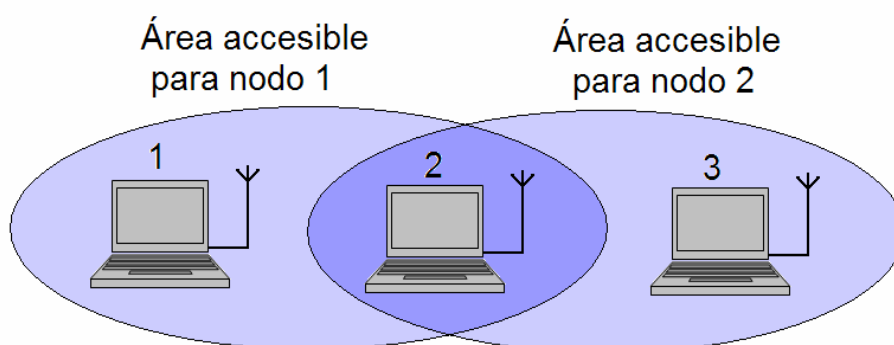 Área accesible
para nodo 1
Área accesible
para nodo 2
1
2
3